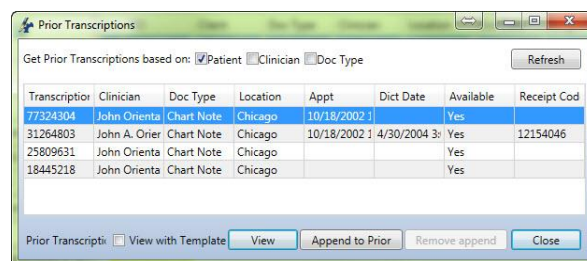 Prior Transcriptions
Get Prior Transcriptions based on: Patient Clinician Doc Type Refresh
Transcription Clinician Doc Type Location Appt Dict Date Available Receipt Cod
77324304 John Orienta Chart Note Chicago 10/18/2002 1 Yes
31264803 John A. Orier Chart Note Chicago 10/18/2002 1 4/30/2004 3: Yes 12154046
25809631 John Orienta Chart Note Chicago Yes
18445218 John Orienta Chart Note Chicago Yes
Prior Transcriptic View with Template View Append to Prior Remove append Close